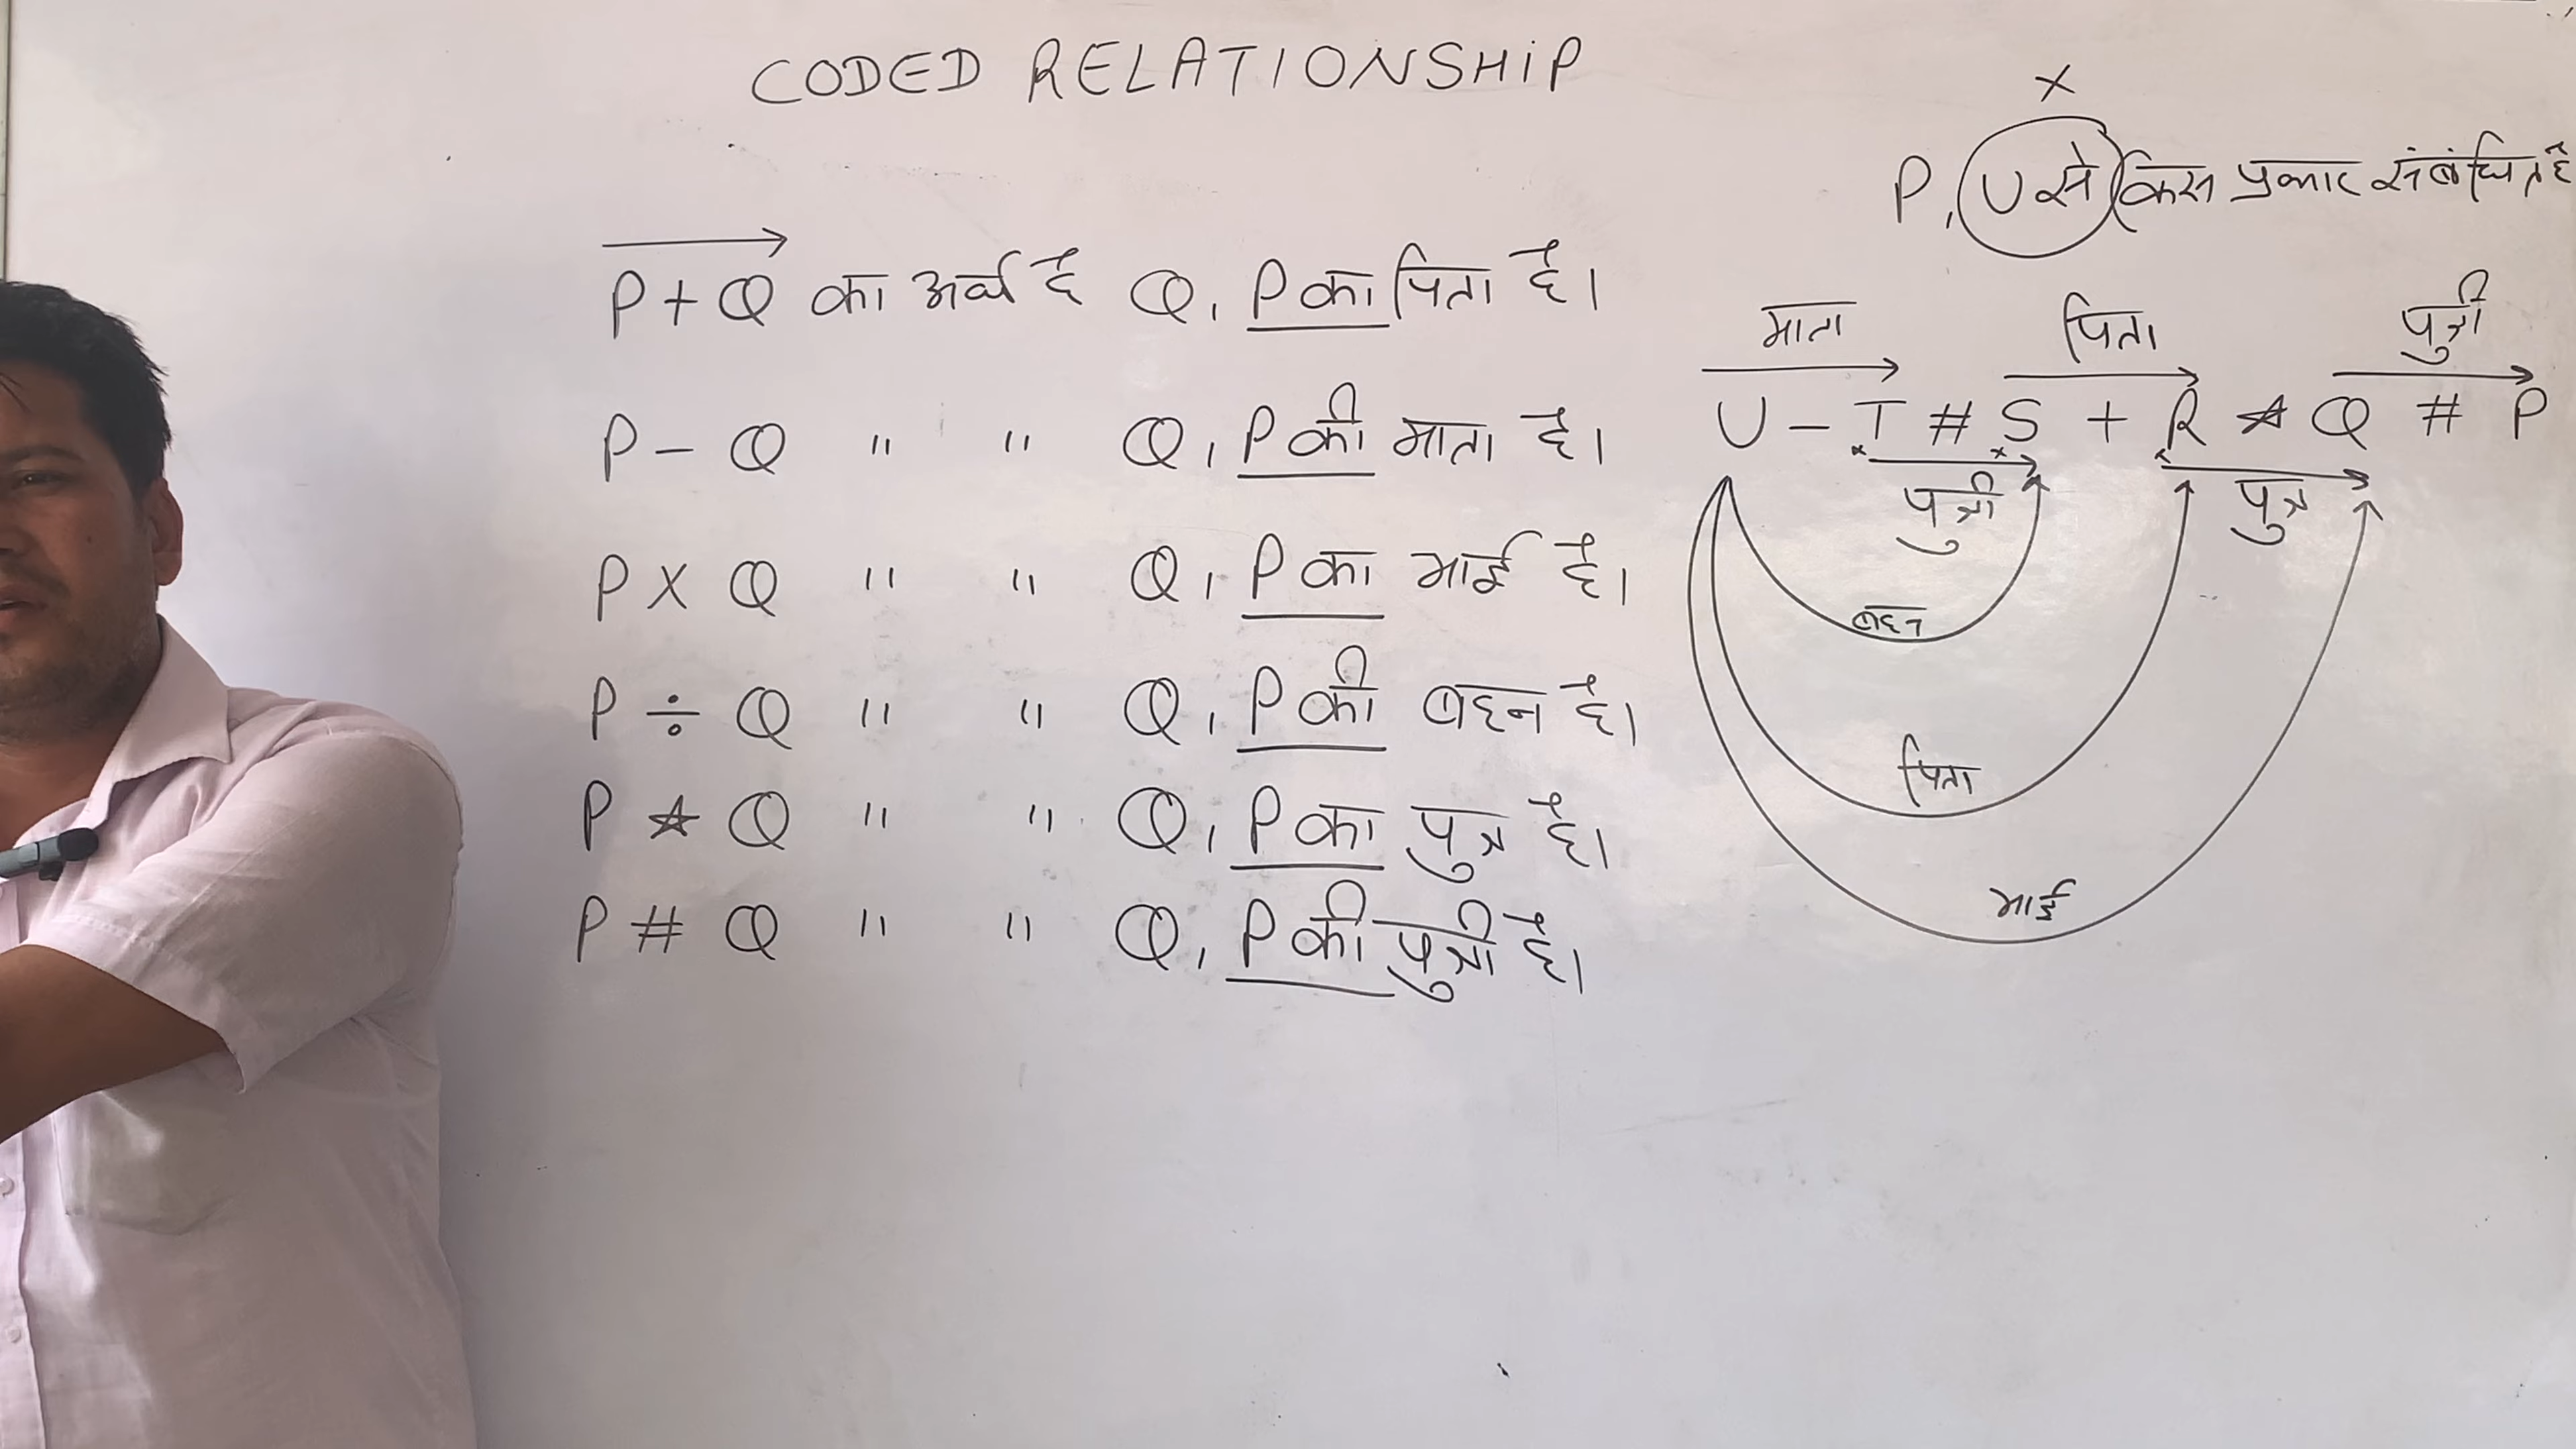 CODED RELATIONSHIP
P + Q का अर्थ है Q, P का पिता है।
P - Q " " Q, P की माता है।
P x Q " " Q, P का भाई है।
P ÷ Q " " Q, P की बहन है।
P ☆ Q " " Q, P का पुत्र है।
P # Q " " Q, P की पुत्री है।
X
P, U से किस प्रकार संबंधित है
माता पिता पुत्री
U - T # S + R ☆ Q # P
पुत्री पुत्र
बहन
पिता
भाई